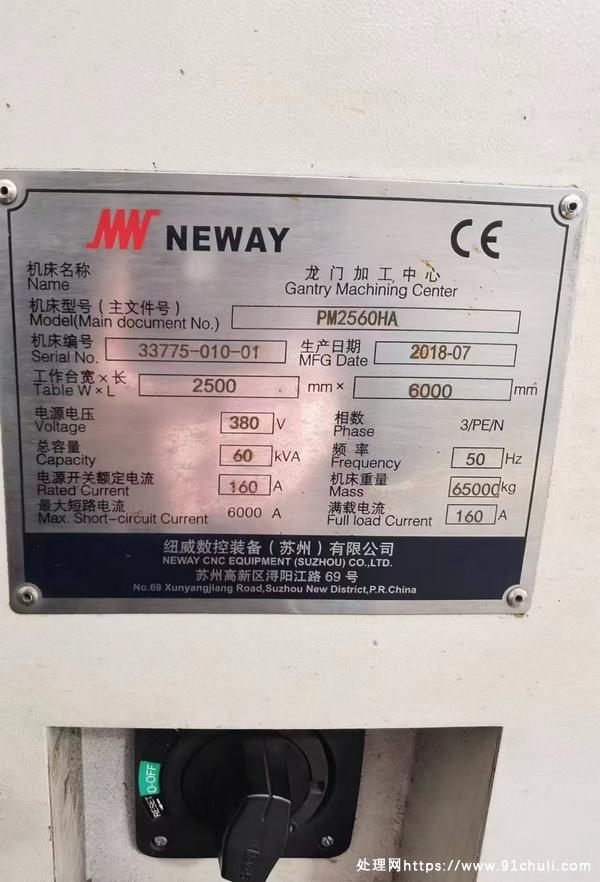 NEWAY CE
机床名称 龙门加工中心
Name Gantry Machining Center
机床型号(主文件号)
Model(Main document No.) PM2560HA
机床编号 生产日期
Serial No. 33775-010-01 MFG Date 2018-07
工作台宽×长
Table W×L 2500 mm× 6000 mm
电源电压 相数
Voltage 380 V Phase 3/PE/N
总容量 频率
Capacity 60 kVA Frequency 50 Hz
电源开关额定电流 机床重量
Rated Current 160 A Mass 65000 kg
最大短路电流 满载电流
Max. Short-circuit Current 6000 A Full load Current 160 A
纽威数控装备(苏州)有限公司
NEWAY CNC EQUIPMENT (SUZHOU) CO.,LTD.
苏州高新区浔阳江路 69 号
No.69 Xunyangjiang Road,Suzhou New District,P.R.China
O-OFF
RESET
处理网https://www.91chuli.com